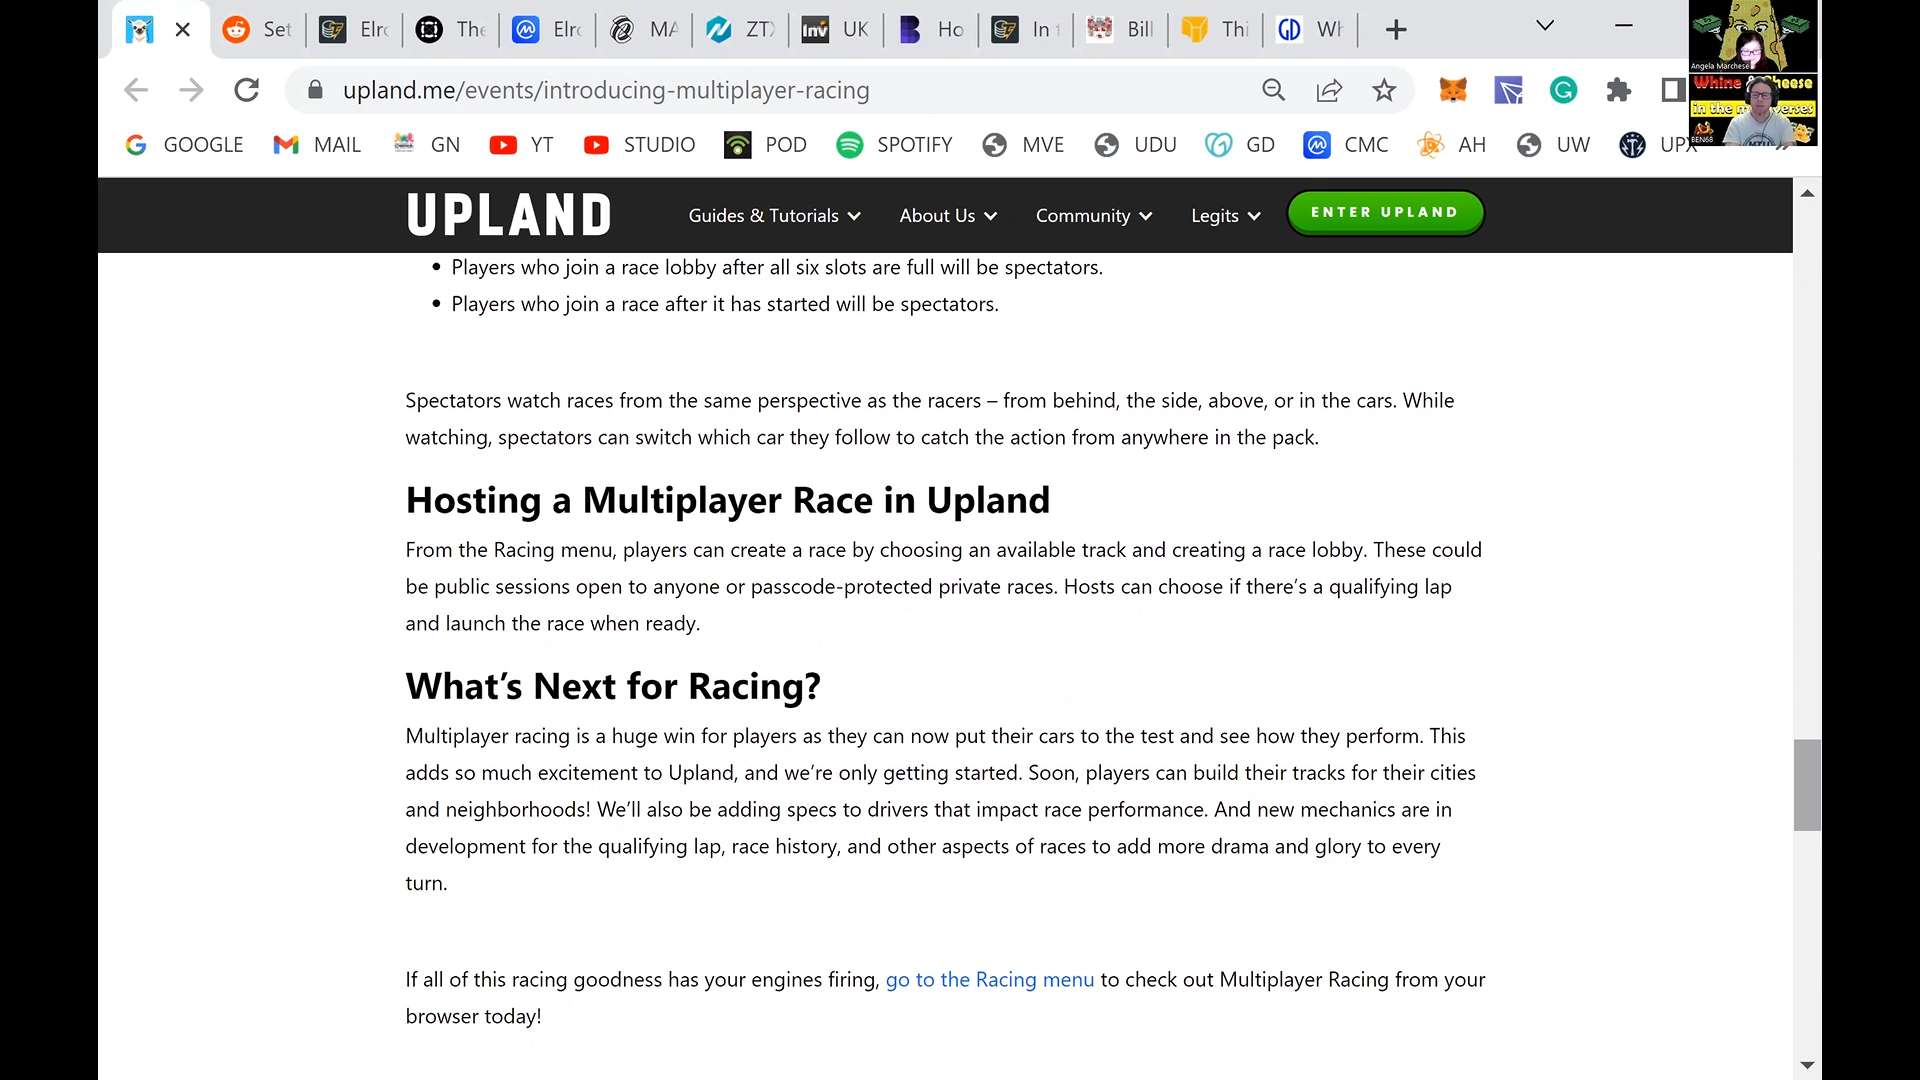 Set
Elro
The
Elro
MA
ZTX
inv UK
Ho
In t
Bill
Thi
GD Wh
upland.me/events/introducing-multiplayer-racing
GOOGLE MAIL GN YT STUDIO POD SPOTIFY MVE UDU GD CMC AH UW UPX
Angela Marchese
Whine & Cheese
BEN68
UPLAND Guides & Tutorials About Us Community Legits ENTER UPLAND
• Players who join a race lobby after all six slots are full will be spectators.
• Players who join a race after it has started will be spectators.
Spectators watch races from the same perspective as the racers – from behind, the side, above, or in the cars. While
watching, spectators can switch which car they follow to catch the action from anywhere in the pack.
Hosting a Multiplayer Race in Upland
From the Racing menu, players can create a race by choosing an available track and creating a race lobby. These could
be public sessions open to anyone or passcode-protected private races. Hosts can choose if there’s a qualifying lap
and launch the race when ready.
What’s Next for Racing?
Multiplayer racing is a huge win for players as they can now put their cars to the test and see how they perform. This
adds so much excitement to Upland, and we’re only getting started. Soon, players can build their tracks for their cities
and neighborhoods! We’ll also be adding specs to drivers that impact race performance. And new mechanics are in
development for the qualifying lap, race history, and other aspects of races to add more drama and glory to every
turn.
If all of this racing goodness has your engines firing, go to the Racing menu to check out Multiplayer Racing from your
browser today!